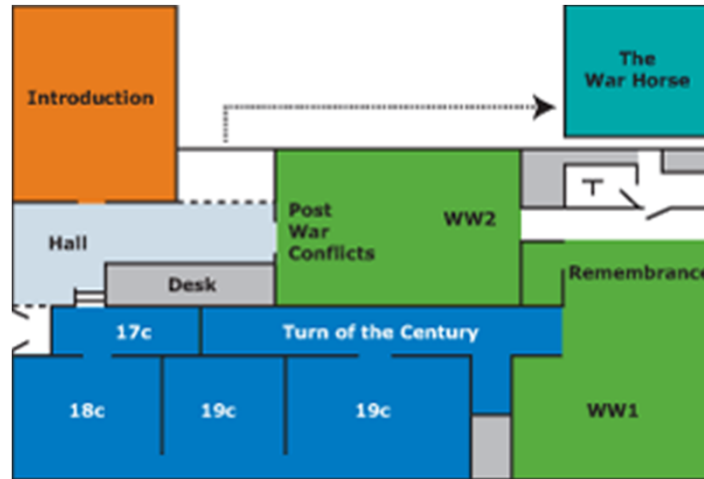 The
War Horse
Introduction
Post
War
Conflicts
WW2
Hall
Desk
Remembrance
17c
Turn of the Century
18c
19c
19c
WW1